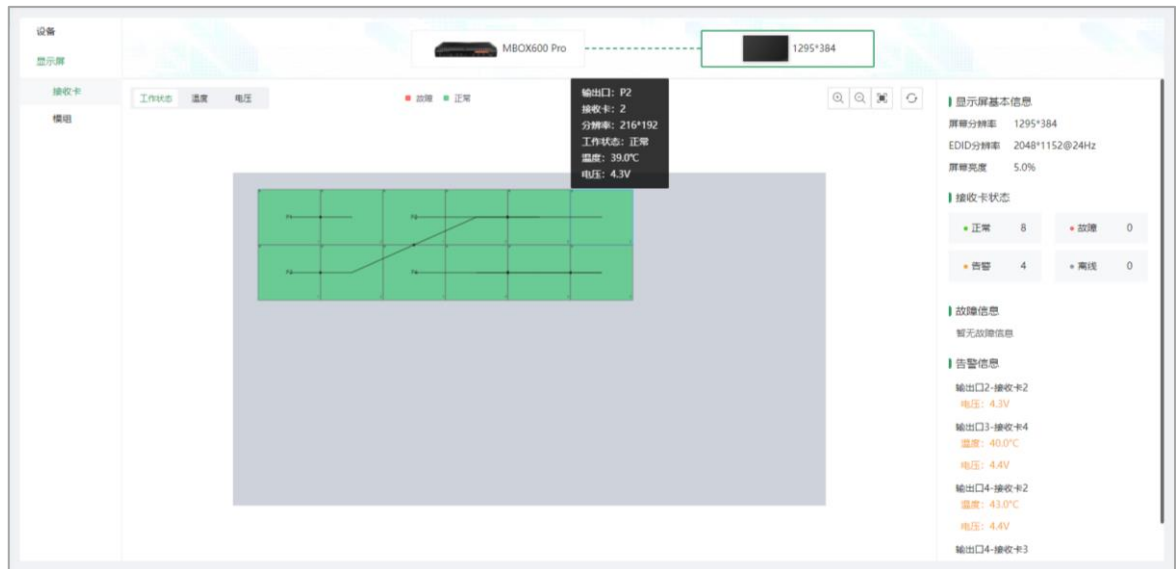 设备
显示屏
接收卡
模组
MBOX600 Pro
1295*384
工作状态 温度 电压
故障 正常
输出口：P2
接收卡：2
分辨率：216*192
工作状态：正常
温度：39.0℃
电压：4.3V
P1
P2
P3
P4
显示屏基本信息
屏幕分辨率 1295*384
EDID分辨率 2048*1152@24Hz
屏幕亮度 5.0%
接收卡状态
正常 8 故障 0
告警 4 离线 0
故障信息
暂无故障信息
告警信息
输出口2-接收卡2
电压：4.3V
输出口3-接收卡4
温度：40.0°C
电压：4.4V
输出口4-接收卡2
温度：43.0°C
电压：4.4V
输出口4-接收卡3